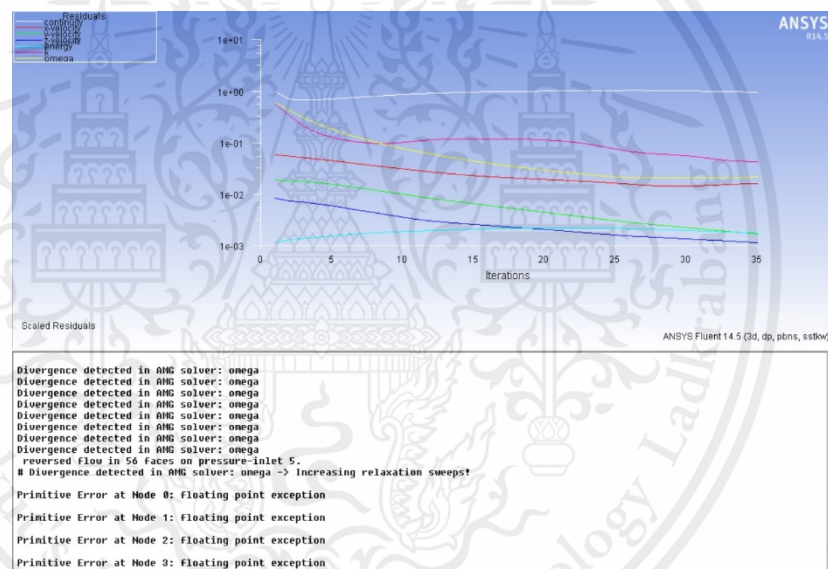 Residuals
continuity
x-velocity
y-velocity
z-velocity
energy
k
omega
ANSYS
R14.5
1e+01
1e+00
1e-01
1e-02
1e-03
0
5
10
15
20
25
30
35
Iterations
Scaled Residuals
ANSYS Fluent 14.5 (3d, dp, pbns, sstkw)
Divergence detected in AMG solver: omega
Divergence detected in AMG solver: omega
Divergence detected in AMG solver: omega
Divergence detected in AMG solver: omega
Divergence detected in AMG solver: omega
Divergence detected in AMG solver: omega
Divergence detected in AMG solver: omega
Divergence detected in AMG solver: omega
reversed flow in 56 faces on pressure-inlet 5.
# Divergence detected in AMG solver: omega -> Increasing relaxation sweeps!
Primitive Error at Node 0: floating point exception
Primitive Error at Node 1: floating point exception
Primitive Error at Node 2: floating point exception
Primitive Error at Node 3: floating point exception